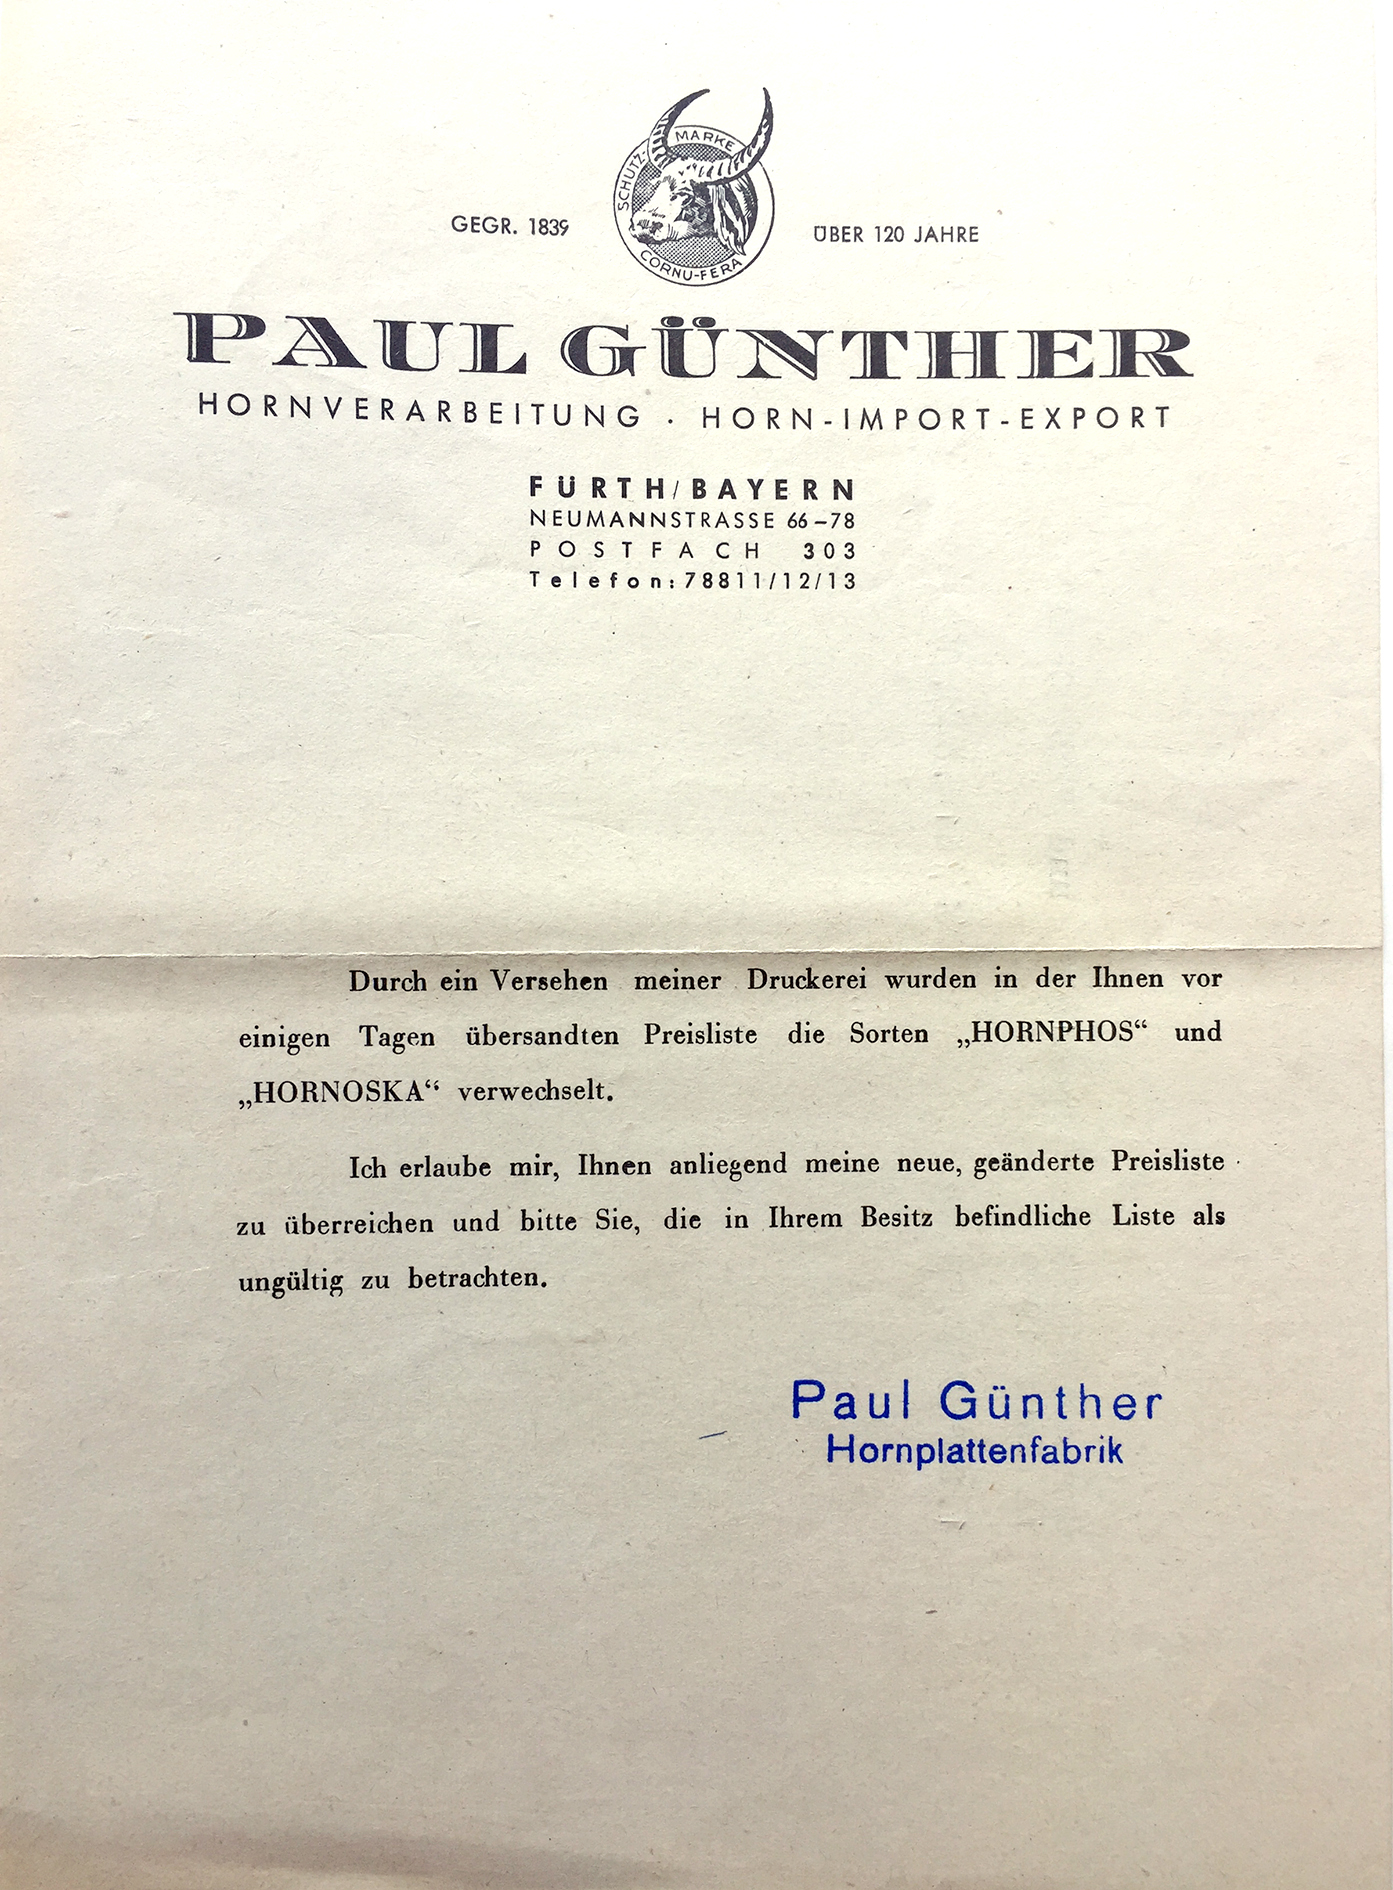 SCHUTZ-MARKE
CORNU-FERA
GEGR. 1839
ÜBER 120 JAHRE
PAUL GÜNTHER
HORNVERARBEITUNG · HORN-IMPORT-EXPORT
FÜRTH/BAYERN
NEUMANNSTRASSE 66–78
POSTFACH 303
Telefon: 78811/12/13
Durch ein Versehen meiner Druckerei wurden in der Ihnen vor
einigen Tagen übersandten Preisliste die Sorten „HORNPHOS“ und
„HORNOSKA“ verwechselt.
Ich erlaube mir, Ihnen anliegend meine neue, geänderte Preisliste
zu überreichen und bitte Sie, die in Ihrem Besitz befindliche Liste als
ungültig zu betrachten.
Paul Günther
Hornplattenfabrik